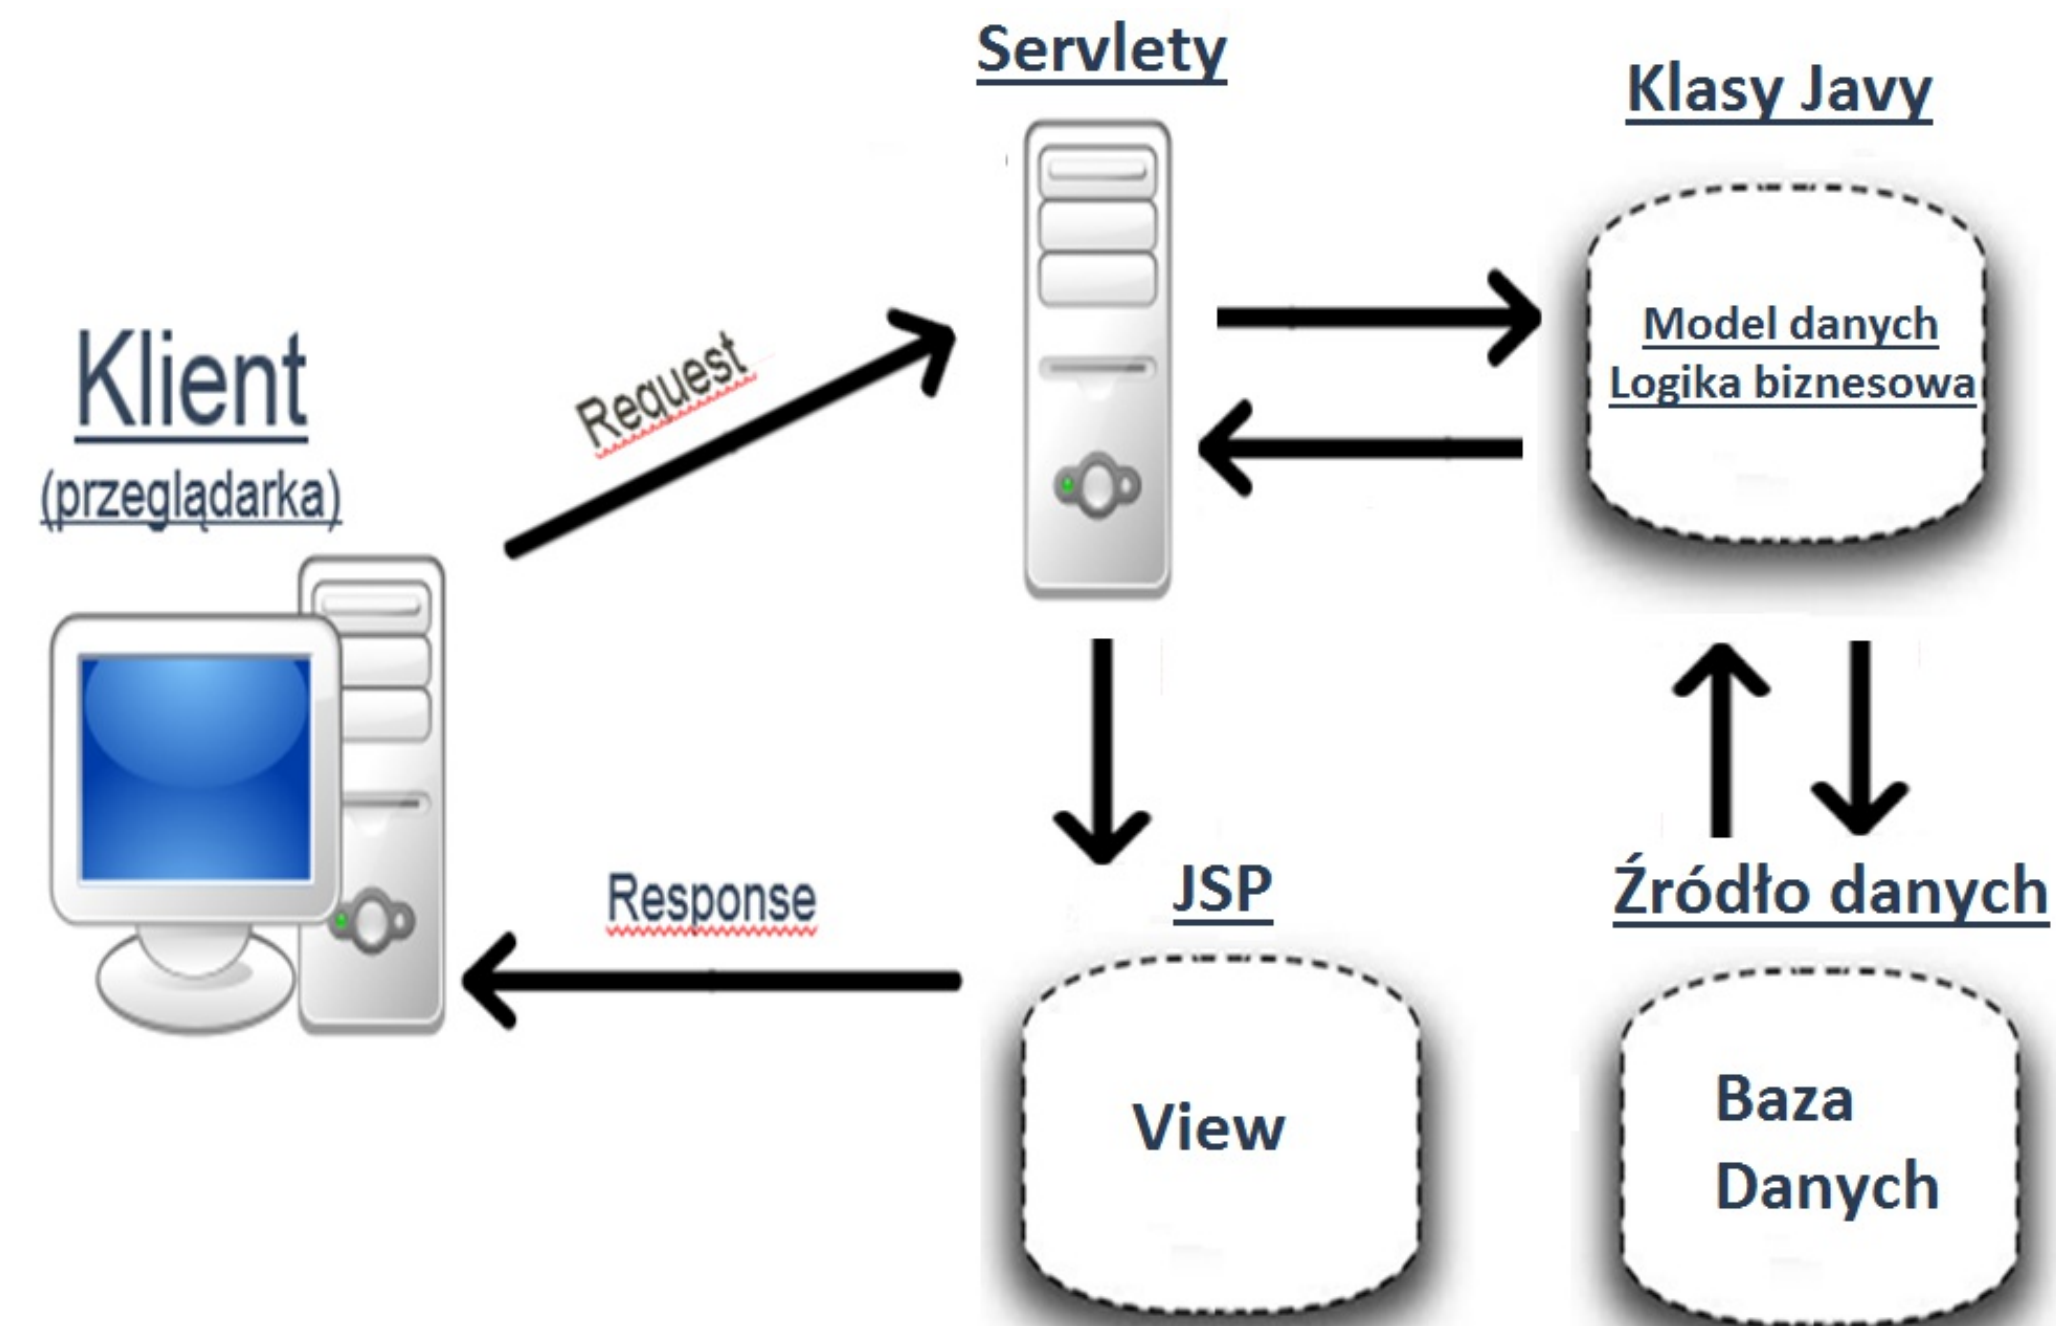 Servlety
Klasy Javy
Model danych
Logika biznesowa
Klient
(przeglądarka)
Request
Response
JSP
View
Źródło danych
Baza
Danych